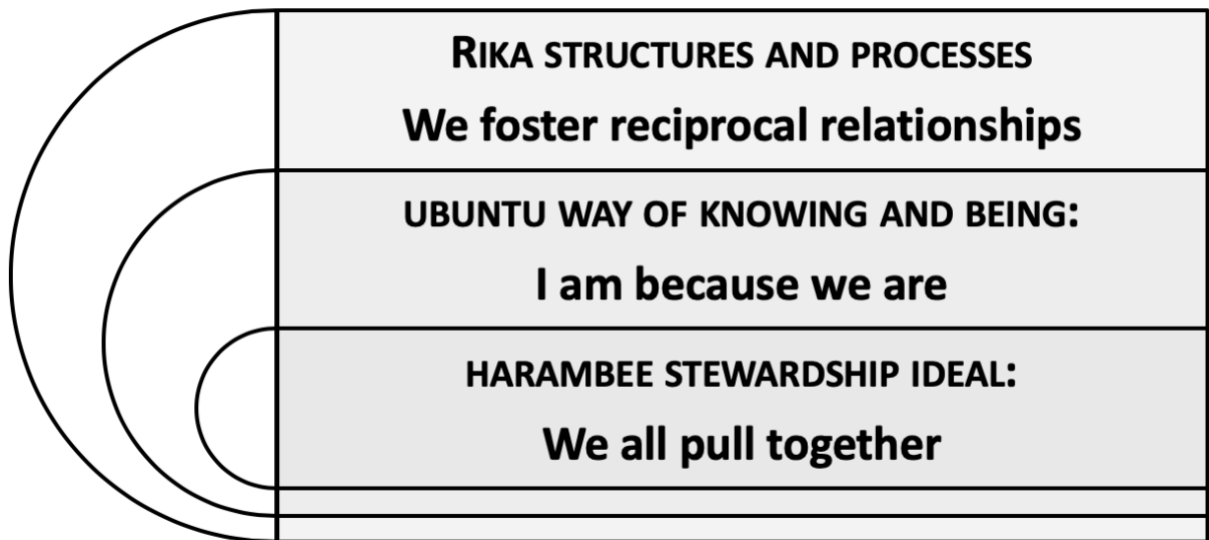 RIKA STRUCTURES AND PROCESSES
We foster reciprocal relationships
UBUNTU WAY OF KNOWING AND BEING:
I am because we are
HARAMBEE STEWARDSHIP IDEAL:
We all pull together